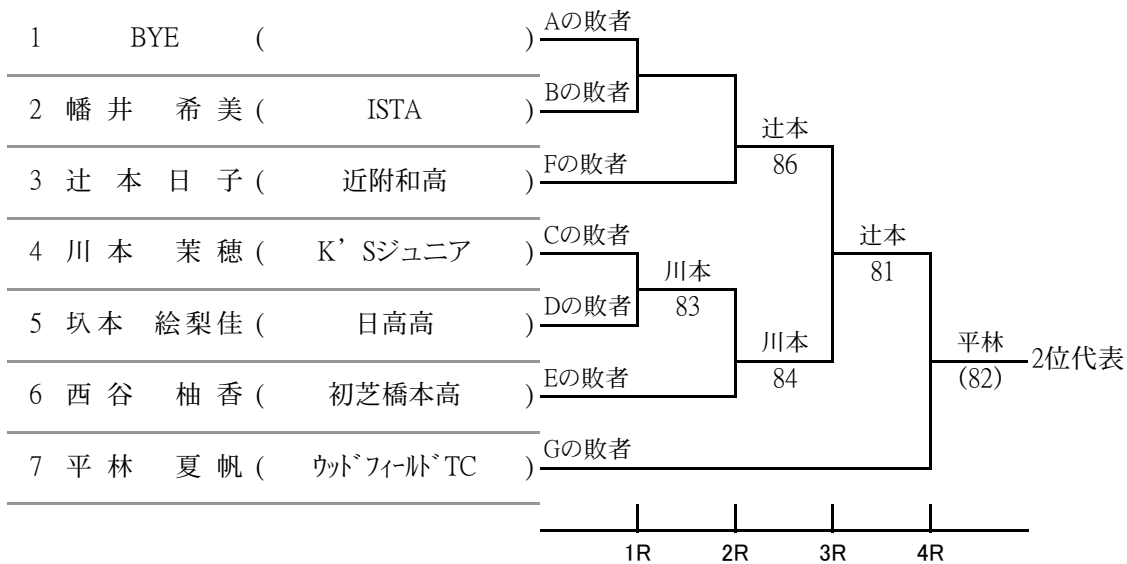 1 BYE ( ) Aの敗者
2 幡井 希美 ( ISTA ) Bの敗者
辻本
86
3 辻本日子 ( 近附和高 ) Fの敗者
4 川本 茉穂 ( K’Sジュニア ) Cの敗者
辻本
81
川本
83
5 圦本 絵梨佳 ( 日高高 ) Dの敗者
川本
84
平林
(82)
2位代表
6 西谷 柚香 ( 初芝橋本高 ) Eの敗者
7 平林 夏帆 ( ウッドフィールドTC ) Gの敗者
1R 2R 3R 4R